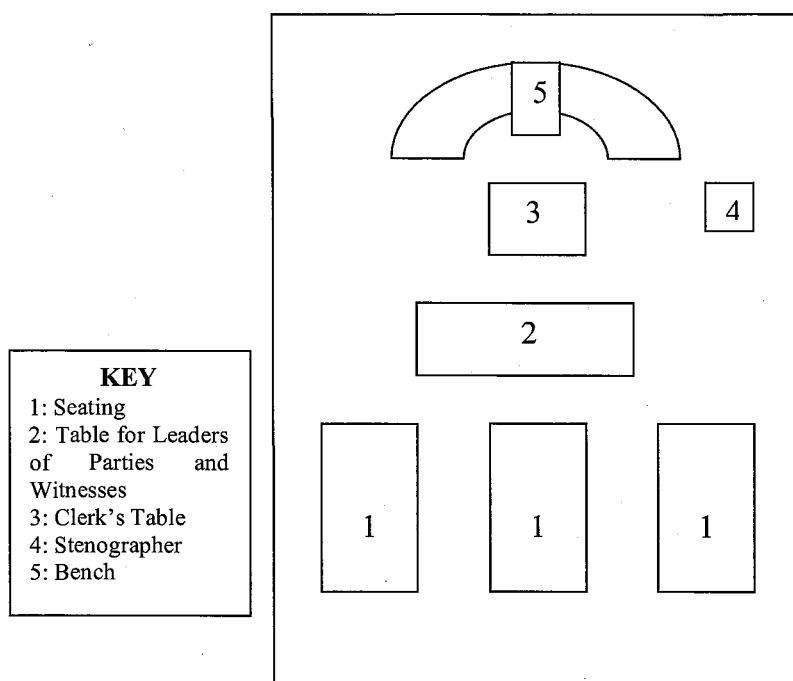 5
3
4
2
KEY
1: Seating
2: Table for Leaders
of Parties and
Witnesses
3: Clerk's Table
4: Stenographer
5: Bench
1
1
1